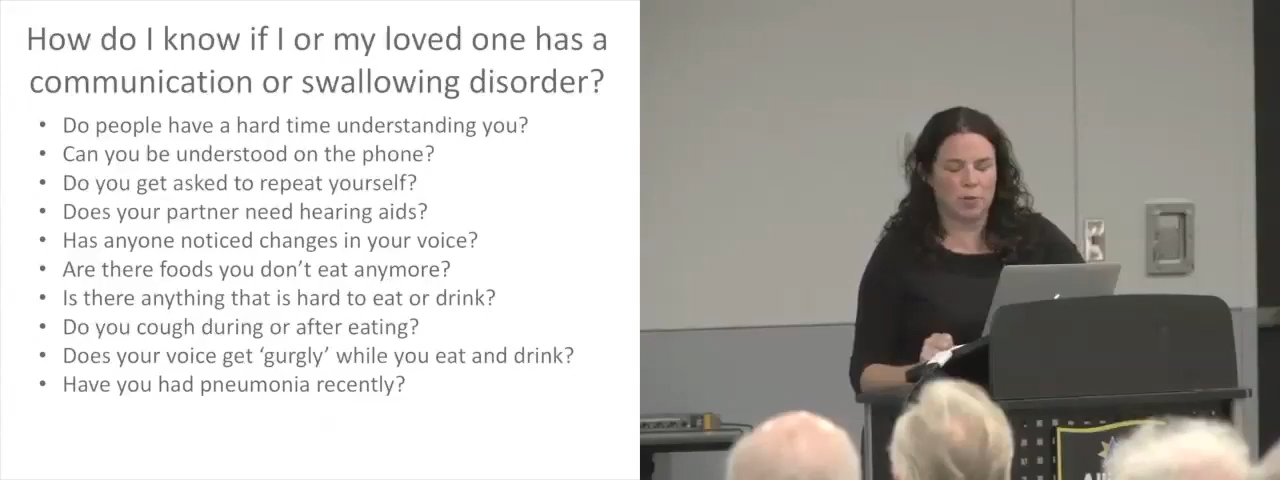 How do I know if I or my loved one has a
communication or swallowing disorder?
• Do people have a hard time understanding you?
• Can you be understood on the phone?
• Do you get asked to repeat yourself?
• Does your partner need hearing aids?
• Has anyone noticed changes in your voice?
• Are there foods you don't eat anymore?
• Is there anything that is hard to eat or drink?
• Do you cough during or after eating?
• Does your voice get 'gurgly' while you eat and drink?
• Have you had pneumonia recently?